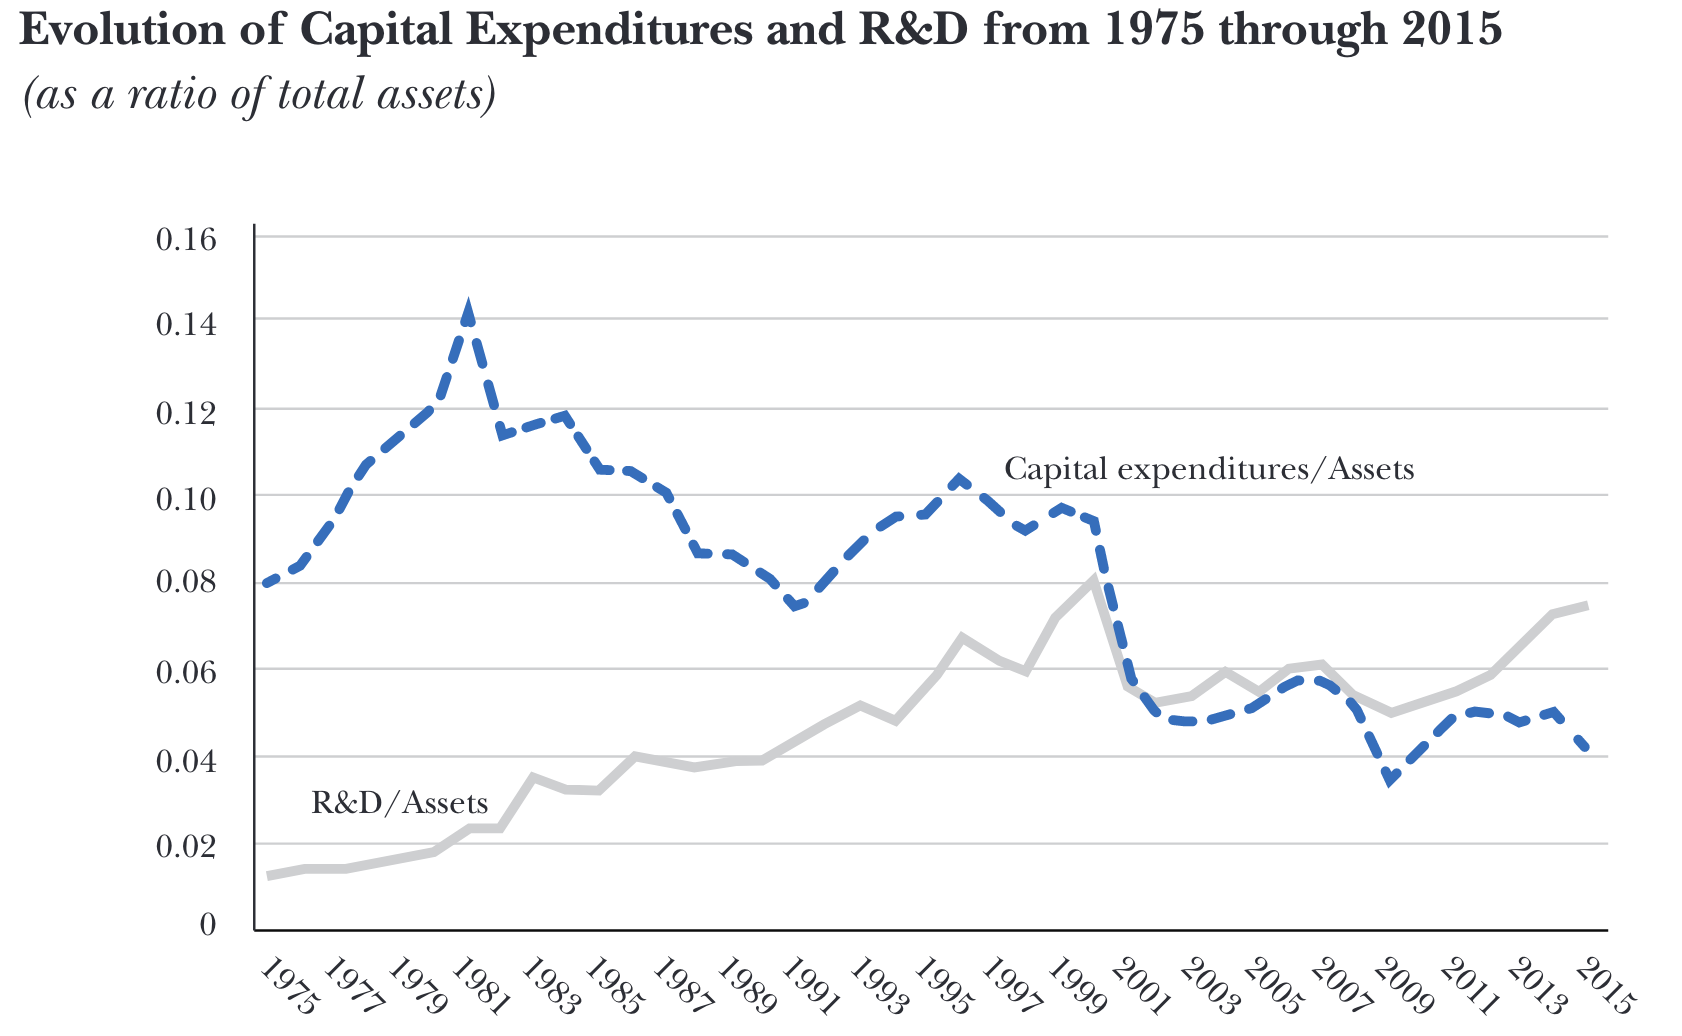 Evolution of Capital Expenditures and R&D from 1975 through 2015
(as a ratio of total assets)
0.16
0.14
0.12
0.10
0.08
0.06
0.04
0.02
0
Capital expenditures/Assets
R&D/Assets
1975 1977 1979 1981 1983 1985 1987 1989 1991 1993 1995 1997 1999 2001 2003 2005 2007 2009 2011 2013 2015